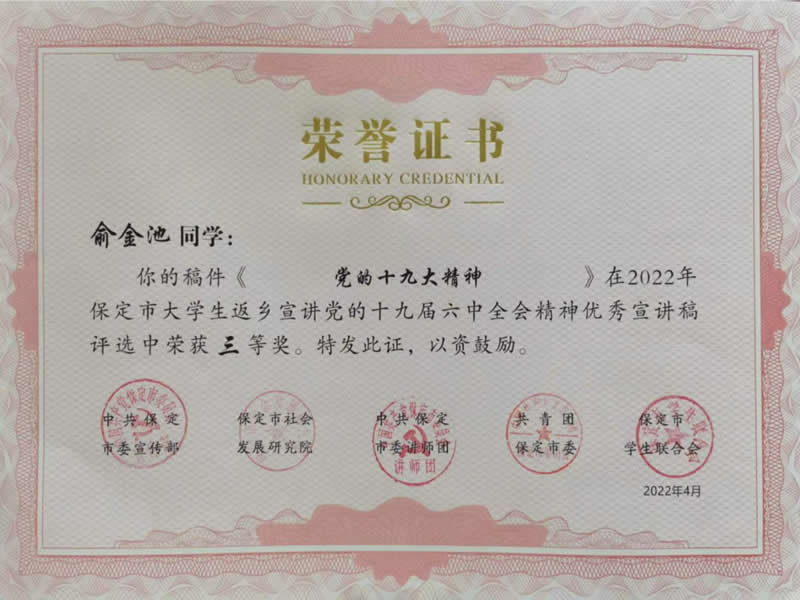 荣誉证书
HONORARY CREDENTIAL
俞金池 同学：
你的稿件《 党的十九大精神 》在2022年
保定市大学生返乡宣讲党的十九届六中全会精神优秀宣讲稿
评选中荣获 三 等奖。特发此证，以资鼓励。
中共保定 保定市社会 中共保定 共青团 保定市
市委宣传部 发展研究院 市委讲师团 保定市委 学生联合会
讲师团
2022年4月